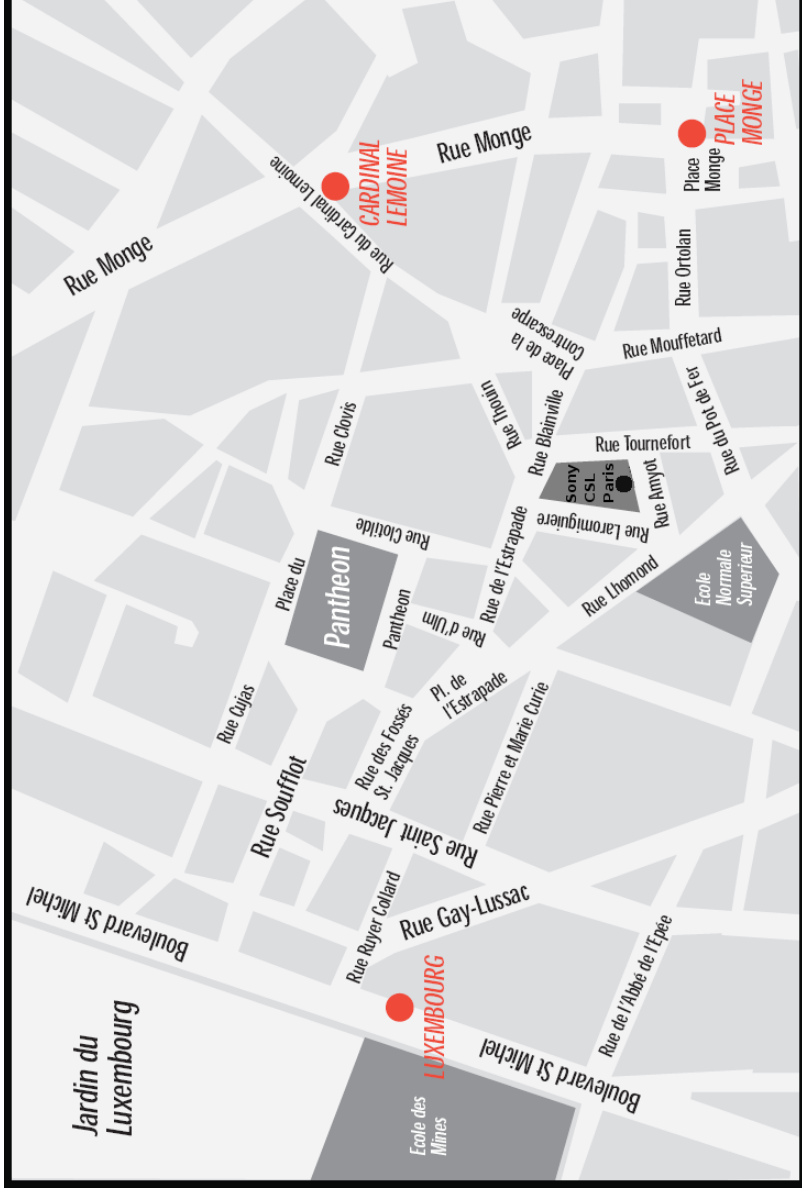 Rue Monge
Rue du Cardinal Lemoine
CARDINAL
LEMOINE
Rue Monge
PLACE
MONGE
Place
Monge
Rue Ortolan
Rue Mouffetard
Place de la
Contrescarpe
Rue Thouin
Rue Blainville
Rue Clovis
Rue Tournefort
Rue du Pot de Fer
Sony
CSL
Paris
Rue Amyot
Rue Laromiguiere
Rue Clotilde
Rue de l'Estrapade
Place du
Pantheon
Pantheon
Rue d'Ulm
Rue Lhomond
Ecole
Normale
Superieur
Rue Cujas
Pl. de
l'Estrapade
Rue des Fossés
St. Jacques
Rue Pierre et Marie Curie
Rue Soufflot
Rue Saint Jacques
Rue Ruyer Collard
Rue Gay-Lussac
Boulevard St Michel
LUXEMBOURG
Rue de l'Abbé de l'Epée
Boulevard St Michel
Jardin du
Luxembourg
Ecole des
Mines